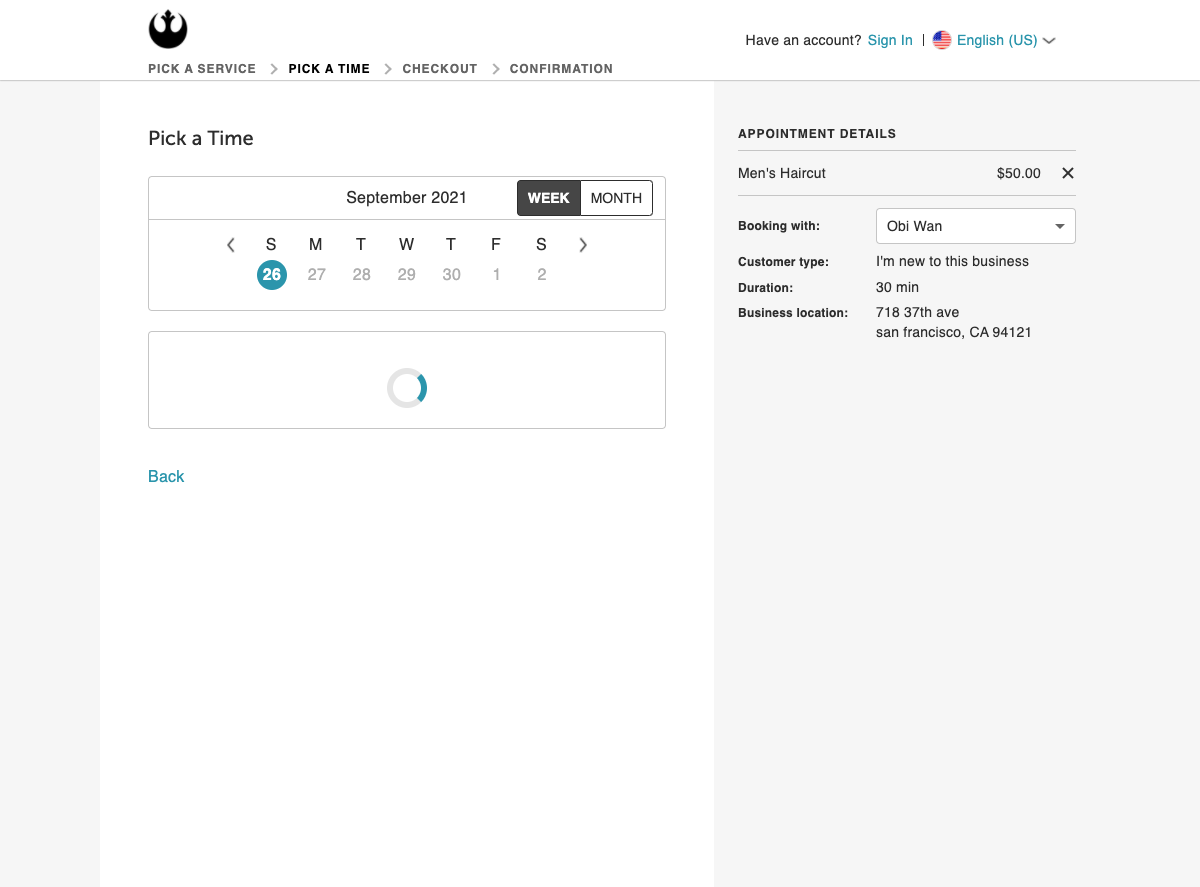 Have an account? Sign In | English (US)
PICK A SERVICE > PICK A TIME > CHECKOUT > CONFIRMATION
Pick a Time
September 2021 WEEK MONTH
S M T W T F S
26 27 28 29 30 1 2
Back
APPOINTMENT DETAILS
Men's Haircut $50.00
Booking with: Obi Wan
Customer type: I'm new to this business
Duration: 30 min
Business location: 718 37th ave
san francisco, CA 94121